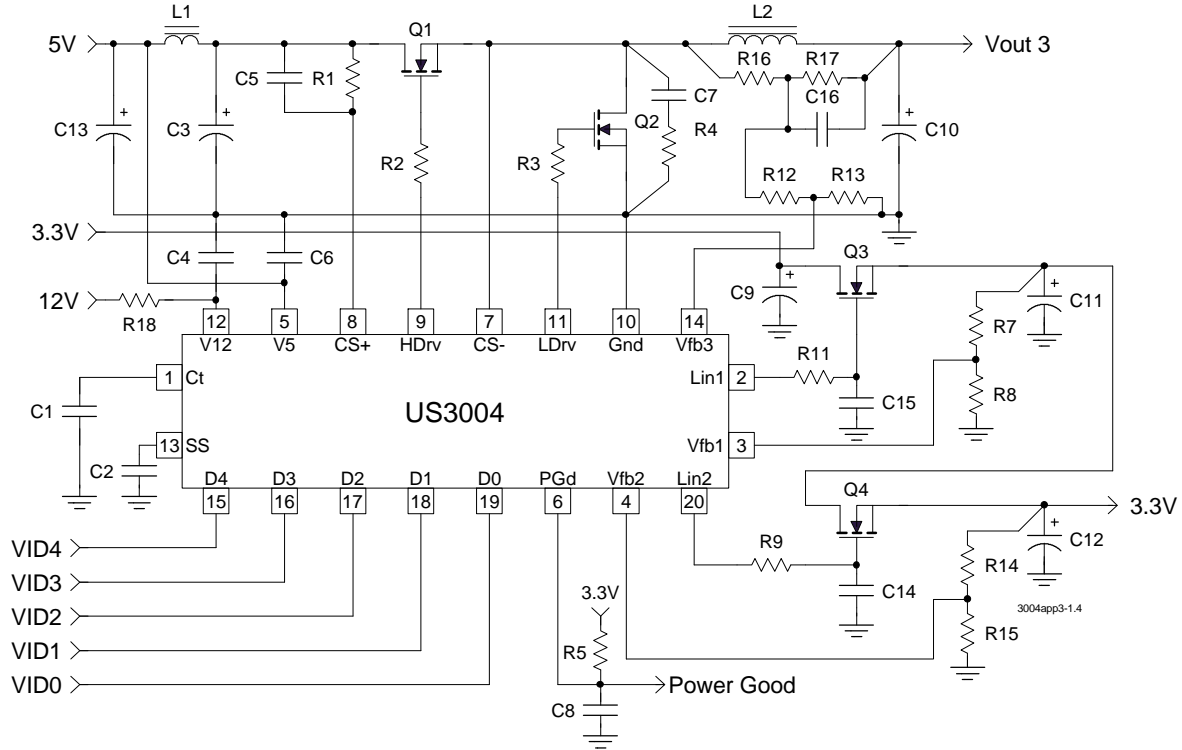 L1
L2
Q1
5V
Vout 3
R16
R17
C5
R1
C7
C16
C13
C3
Q2
R4
C10
R2
R3
R12
R13
3.3V
C4
C6
Q3
12V
C9
C11
R18
R7
12
5
8
9
7
11
10
14
V12
V5
CS+
HDrv
CS-
LDrv
Gnd
Vfb3
R11
1
Ct
Lin1
2
R8
C1
US3004
C15
13
SS
Vfb1
3
C2
D4
D3
D2
D1
D0
PGd
Vfb2
Lin2
Q4
15
16
17
18
19
6
4
20
3.3V
R9
C12
VID4
R14
VID3
3.3V
C14
3004app3-1.4
VID2
R15
VID1
R5
VID0
Power Good
C8
+
+
+
+
+
+